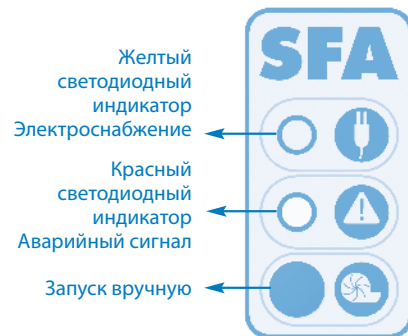 SFA
Желтый
светодиодный
индикатор
Электроснабжение
Красный
светодиодный
индикатор
Аварийный сигнал
Запуск вручную